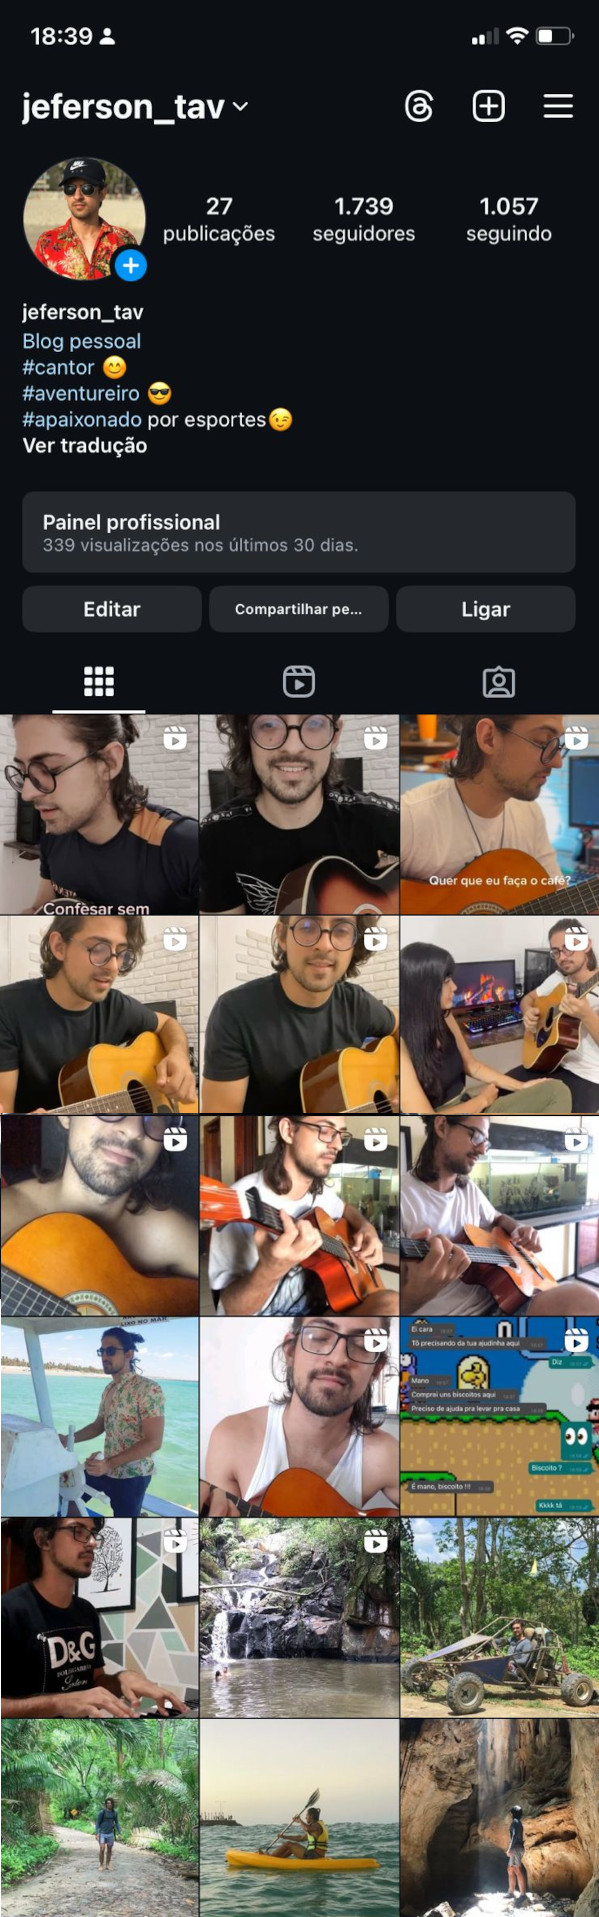 18:39
jeferson_tav
27
publicações
1.739
seguidores
1.057
seguindo
jeferson_tav
Blog pessoal
#cantor 😊
#aventureiro 😎
#apaixonado por esportes😉
Ver tradução
Painel profissional
339 visualizações nos últimos 30 dias.
Editar
Compartilhar pe...
Ligar
Confesar sem
Quer que eu faça o café?
LIXO NO MAR
Ei cara
Tô precisando da tua ajudinha aqui
Diz
Mano
Comprei uns biscoitos aqui
Preciso de ajuda pra levar pra casa
Biscoito ?
É mano, biscoito !!!
Kkkk tá
D&G